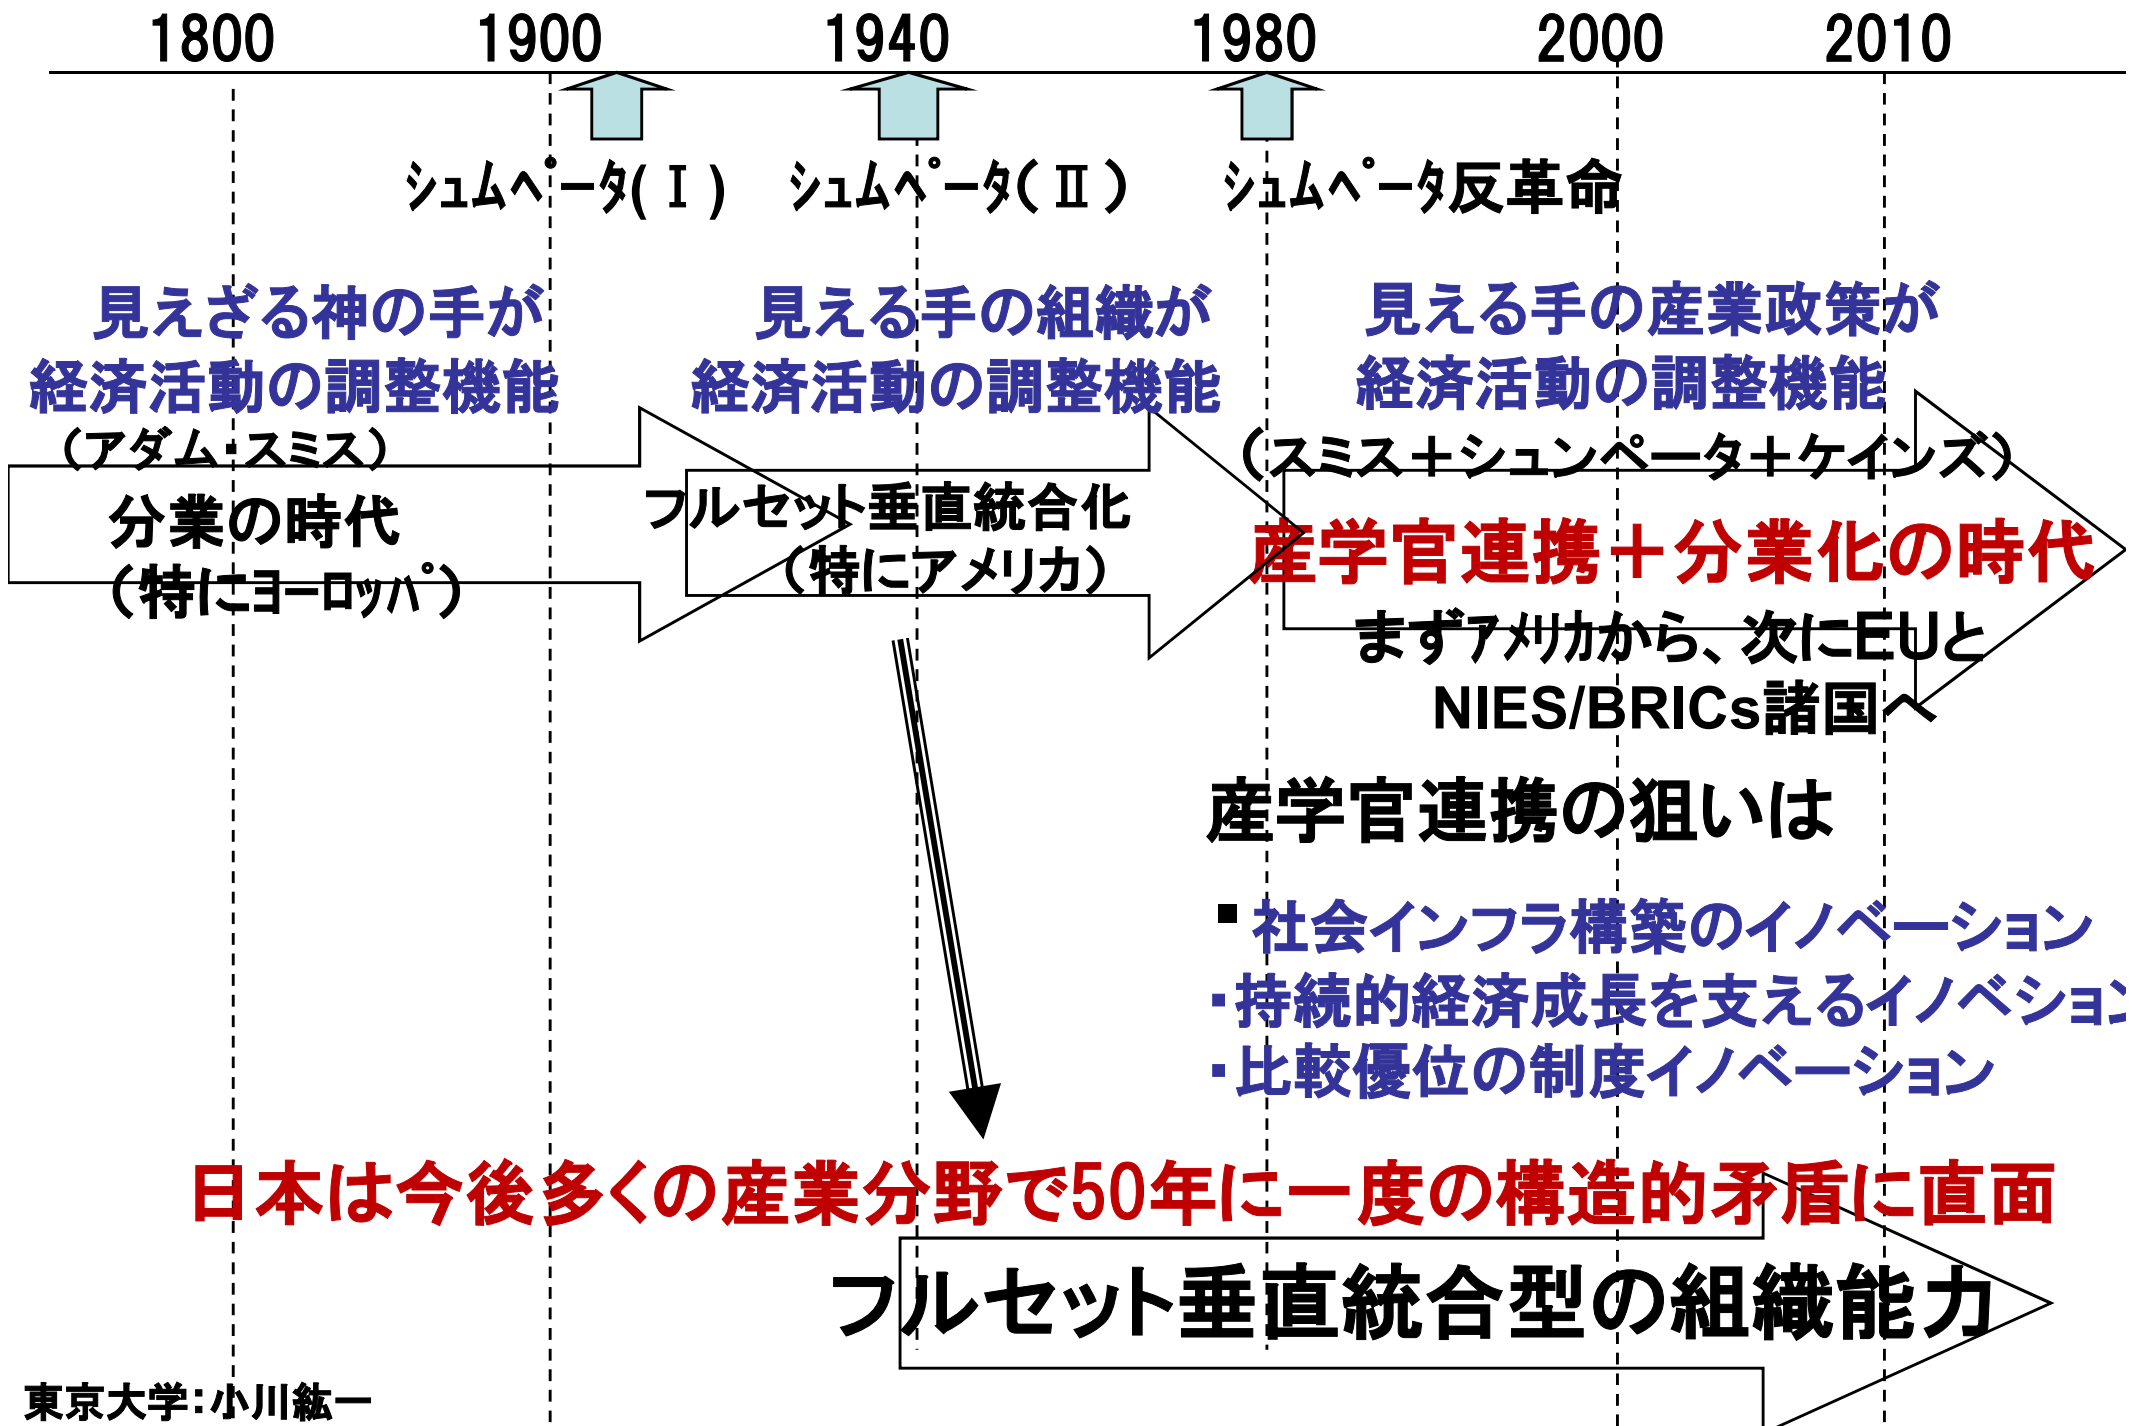 1800 1900 1940 1980 2000 2010
ｼｭﾑﾍﾟｰﾀ(Ⅰ) ｼｭﾑﾍﾟｰﾀ(Ⅱ) ｼｭﾑﾍﾟｰﾀ反革命
見えざる神の手が
経済活動の調整機能
（アダム・スミス）
分業の時代
（特にﾖｰﾛｯﾊﾟ）
見える手の組織が
経済活動の調整機能
フルセット垂直統合化
（特にアメリカ）
見える手の産業政策が
経済活動の調整機能
（スミス＋シュンペータ＋ケインズ）
産学官連携＋分業化の時代
まずｱﾒﾘｶから、次にEUと
NIES/BRICs諸国へ
産学官連携の狙いは
▪社会インフラ構築のイノベーション
・持続的経済成長を支えるイノベション
・比較優位の制度イノベーション
日本は今後多くの産業分野で50年に一度の構造的矛盾に直面
フルセット垂直統合型の組織能力
東京大学：小川紘一